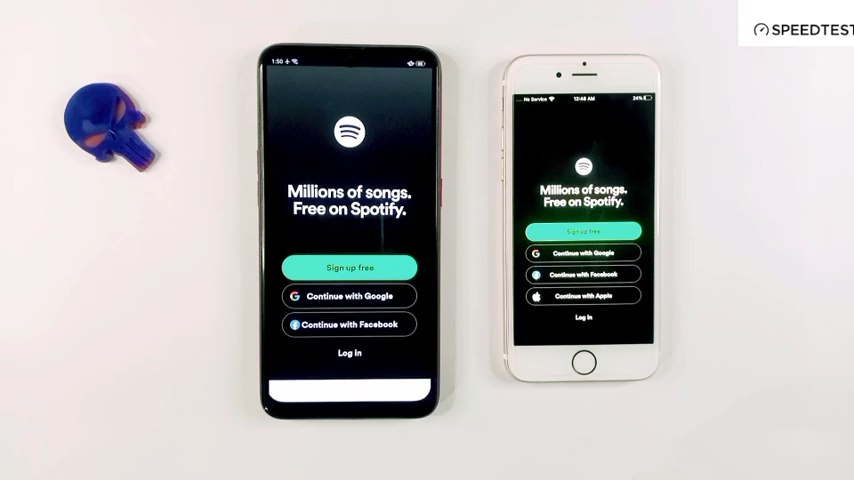 SPEEDTEST
1:50
Millions of songs.
Free on Spotify.
Sign up free
Continue with Google
Continue with Facebook
Log in
No Service
12:48 AM
24%
Millions of songs.
Free on Spotify.
Sign up free
Continue with Google
Continue with Facebook
Continue with Apple
Log in